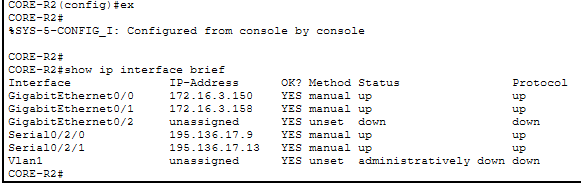 CORE-R2(config)#ex
CORE-R2#
%SYS-5-CONFIG_I: Configured from console by console
CORE-R2#
CORE-R2#show ip interface brief
Interface IP-Address OK? Method Status Protocol
GigabitEthernet0/0 172.16.3.150 YES manual up up
GigabitEthernet0/1 172.16.3.158 YES manual up up
GigabitEthernet0/2 unassigned YES unset down down
Serial0/2/0 195.136.17.9 YES manual up up
Serial0/2/1 195.136.17.13 YES manual up up
Vlan1 unassigned YES unset administratively down down
CORE-R2#